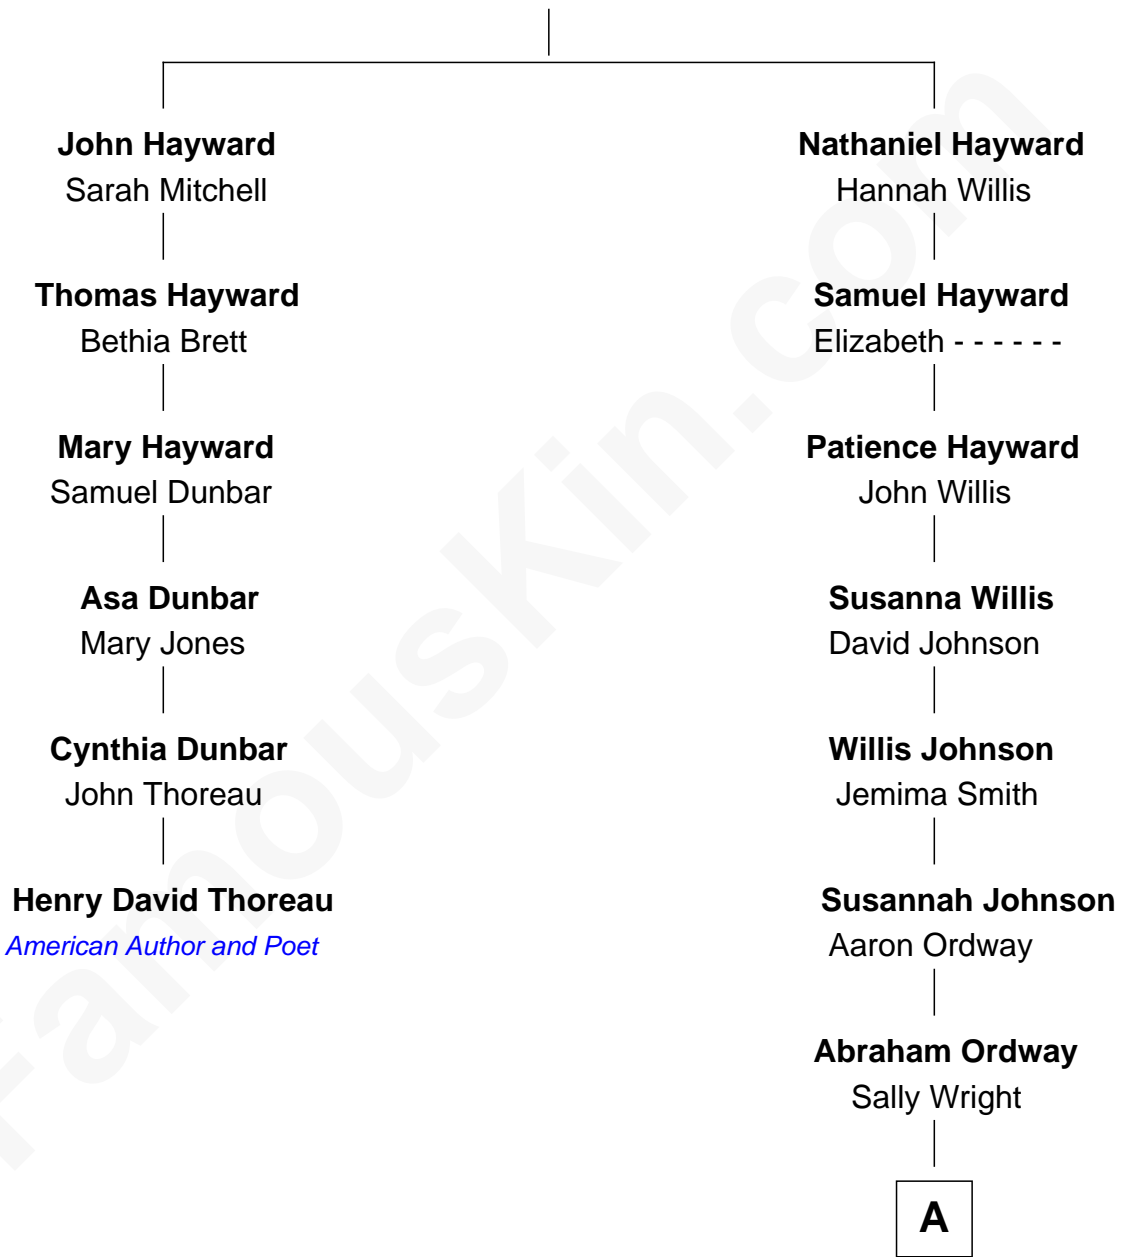 John Hayward
Sarah Mitchell
Thomas Hayward
Bethia Brett
Mary Hayward
Samuel Dunbar
Asa Dunbar
Mary Jones
Cynthia Dunbar
John Thoreau
Henry David Thoreau
American Author and Poet
Nathaniel Hayward
Hannah Willis
Samuel Hayward
Elizabeth - - - - - -
Patience Hayward
John Willis
Susanna Willis
David Johnson
Willis Johnson
Jemima Smith
Susannah Johnson
Aaron Ordway
Abraham Ordway
Sally Wright
A
FamousKin.com